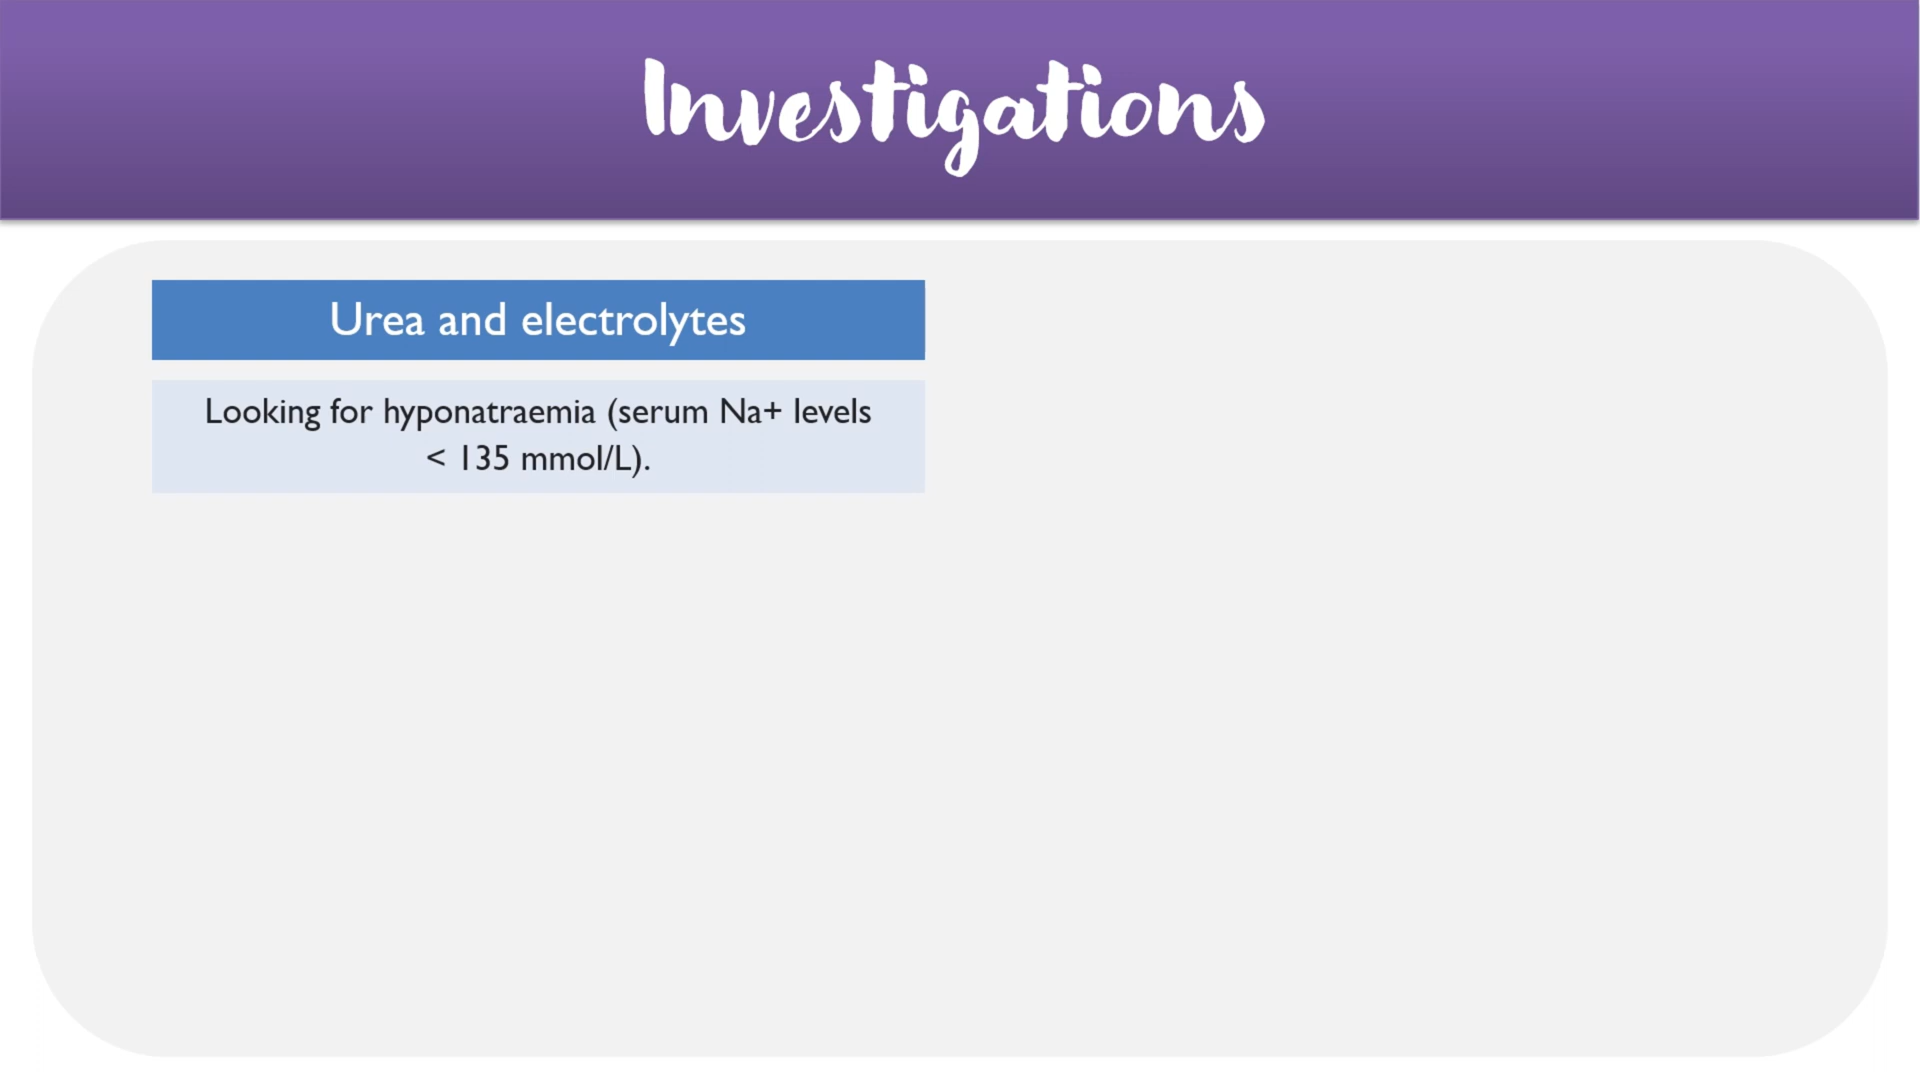 Investigations
Urea and electrolytes
Looking for hyponatraemia (serum Na+ levels
< 135 mmol/L).